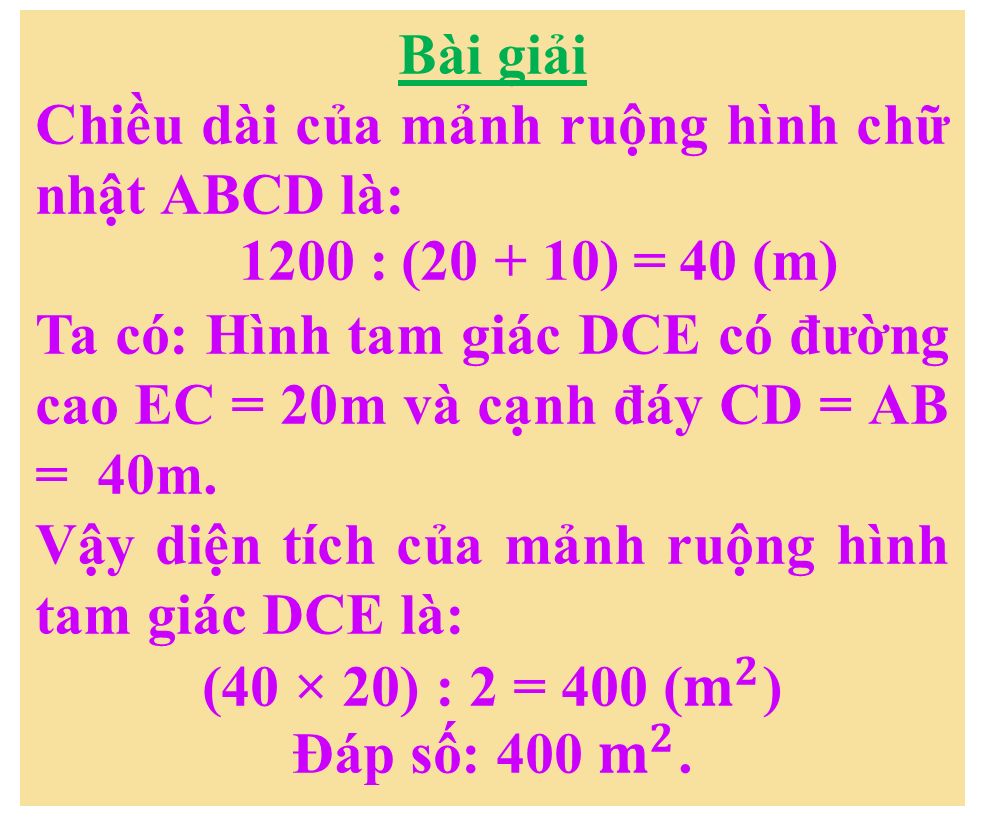 Bài giải
Chiều dài của mảnh ruộng hình chữ
nhật ABCD là:
1200 : (20 + 10) = 40 (m)
Ta có: Hình tam giác DCE có đường
cao EC = 20m và cạnh đáy CD = AB
= 40m.
Vậy diện tích của mảnh ruộng hình
tam giác DCE là:
(40 × 20) : 2 = 400 (m²)
Đáp số: 400 m².